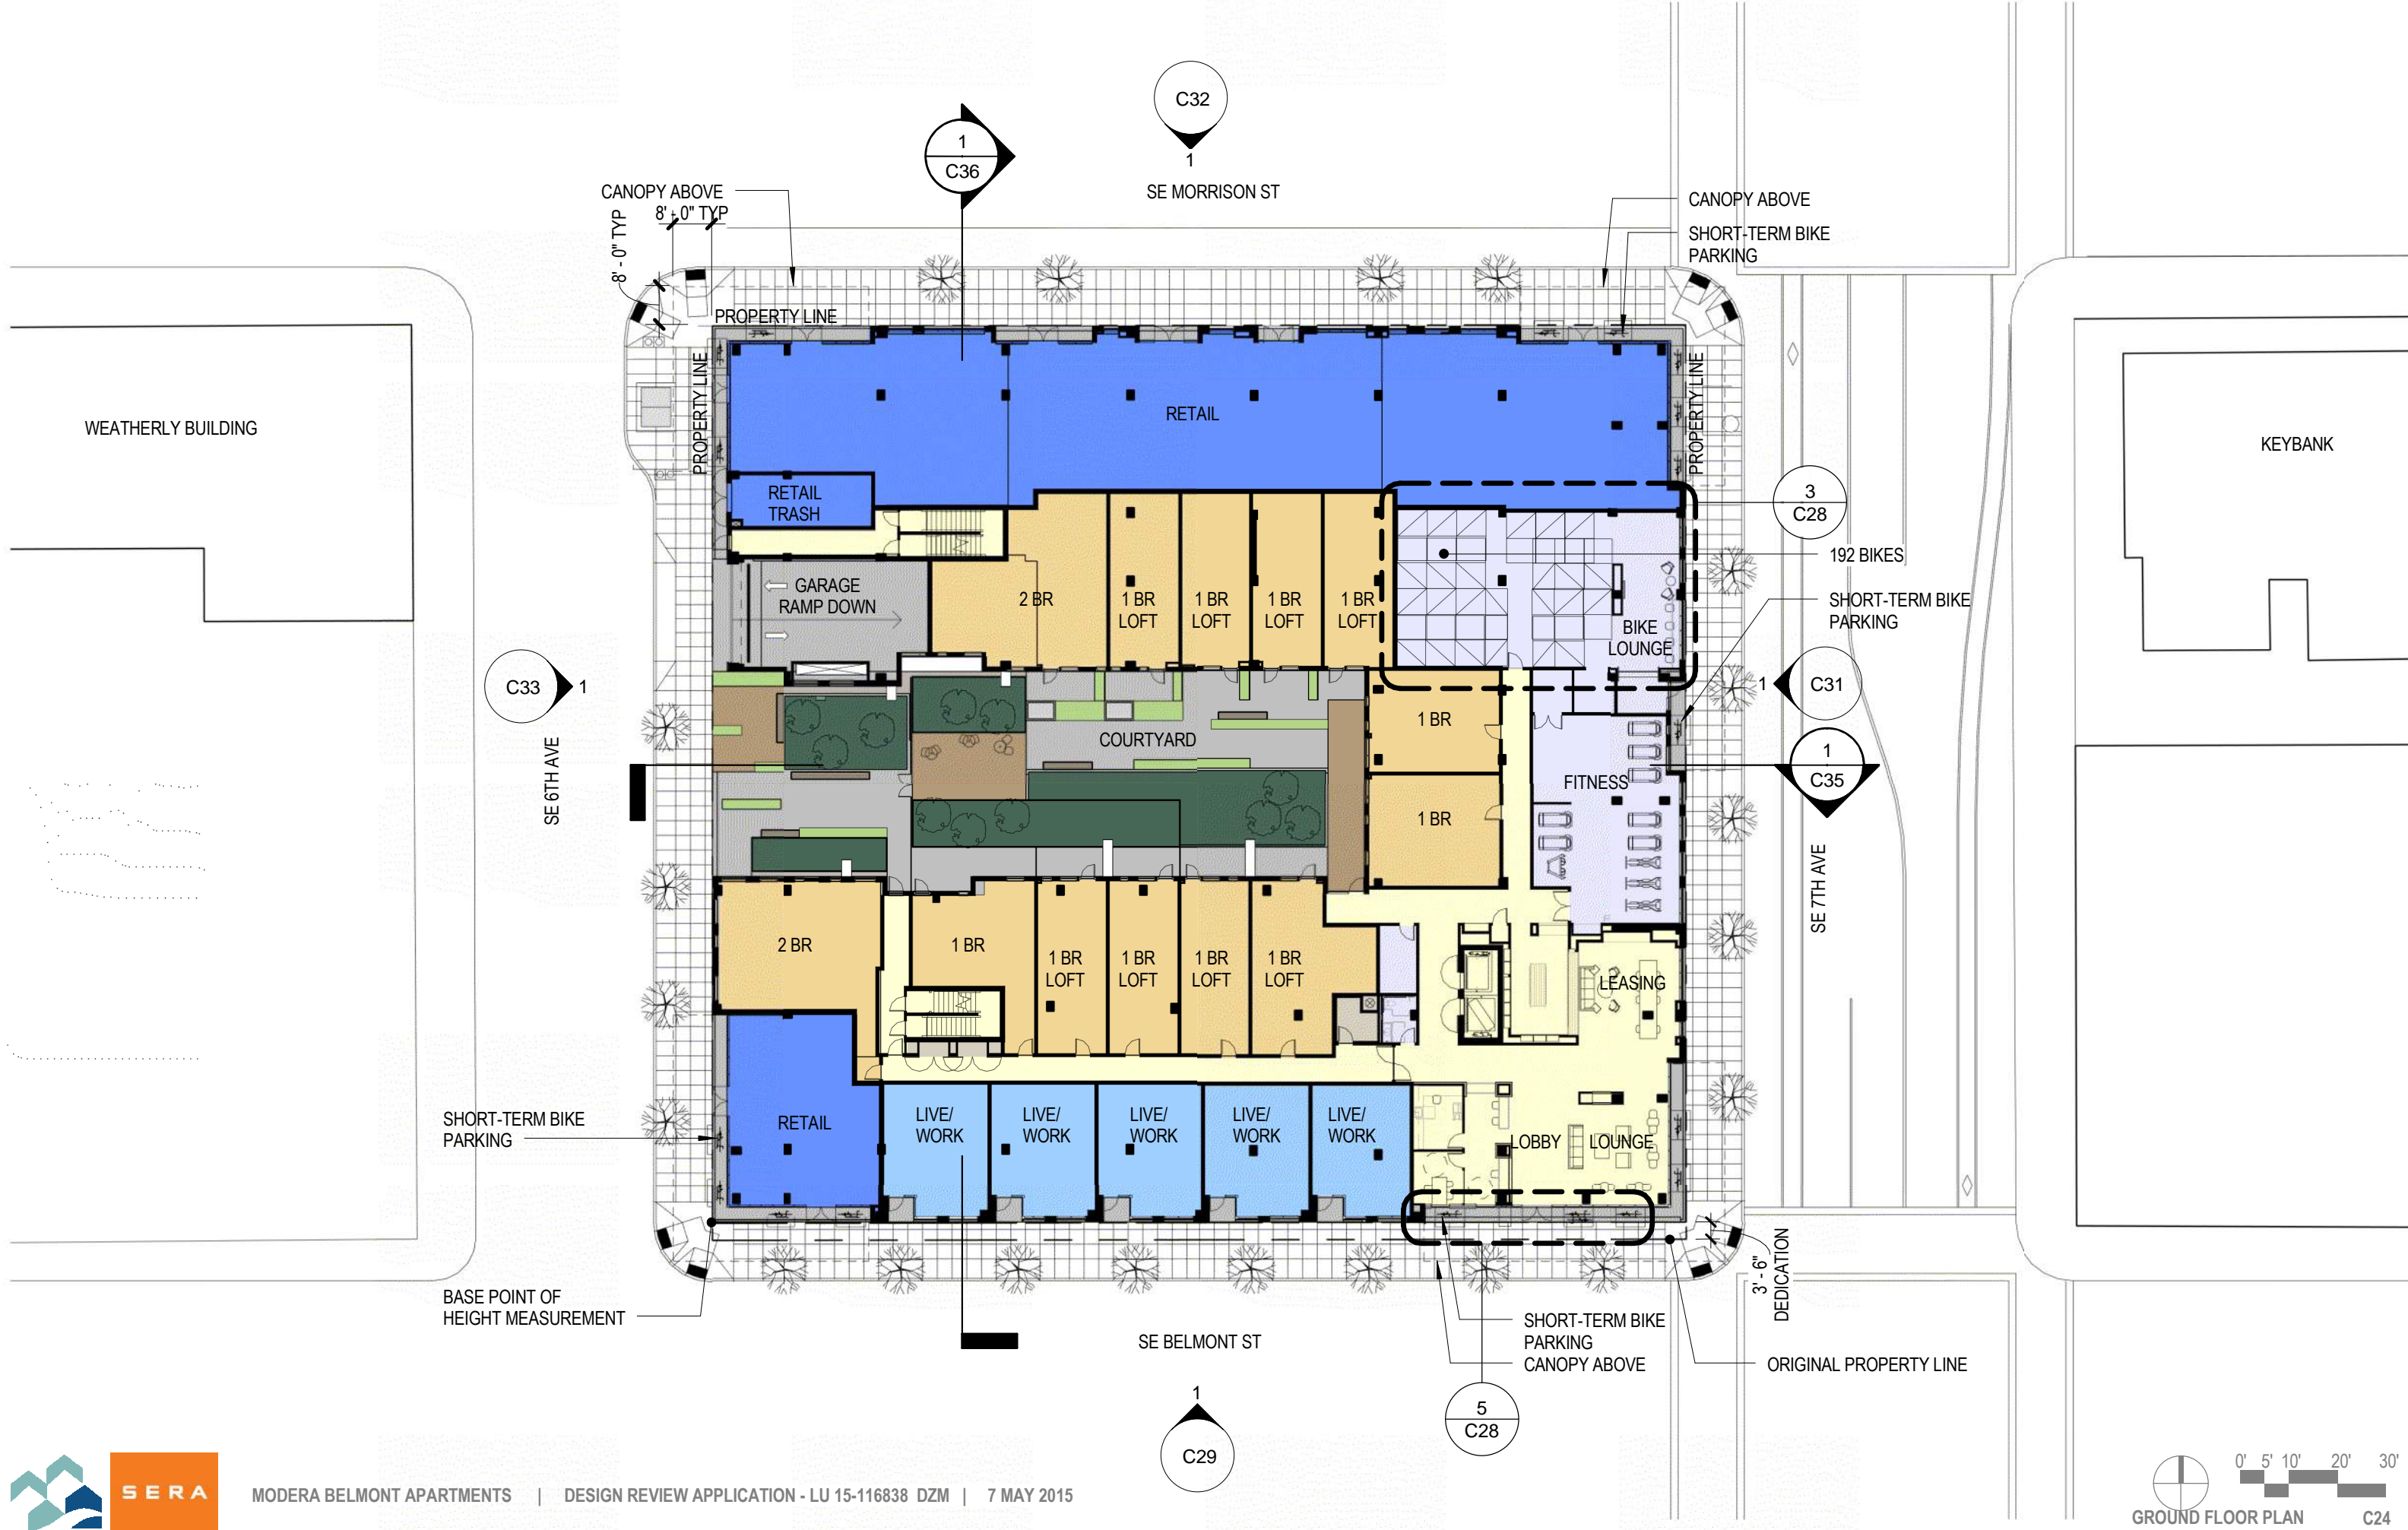 C32
1
1
C36
SE MORRISON ST
CANOPY ABOVE
8' - 0" TYP
8' - 0" TYP
CANOPY ABOVE
SHORT-TERM BIKE
PARKING
PROPERTY LINE
PROPERTY LINE
PROPERTY LINE
WEATHERLY BUILDING
RETAIL
KEYBANK
RETAIL
TRASH
3
C28
192 BIKES
GARAGE
RAMP DOWN
2 BR
1 BR
LOFT
1 BR
LOFT
1 BR
LOFT
1 BR
LOFT
BIKE
LOUNGE
SHORT-TERM BIKE
PARKING
C33
1
1
C31
1 BR
COURTYARD
SE 6TH AVE
1
C35
FITNESS
1 BR
SE 7TH AVE
2 BR
1 BR
1 BR
LOFT
1 BR
LOFT
1 BR
LOFT
1 BR
LOFT
LEASING
SHORT-TERM BIKE
PARKING
RETAIL
LIVE/
WORK
LIVE/
WORK
LIVE/
WORK
LIVE/
WORK
LIVE/
WORK
LOBBY
LOUNGE
3' - 6"
DEDICATION
BASE POINT OF
HEIGHT MEASUREMENT
SE BELMONT ST
SHORT-TERM BIKE
PARKING
CANOPY ABOVE
ORIGINAL PROPERTY LINE
1
C29
5
C28
SERA
MODERA BELMONT APARTMENTS | DESIGN REVIEW APPLICATION - LU 15-116838 DZM | 7 MAY 2015
0' 5' 10' 20' 30'
GROUND FLOOR PLAN C24